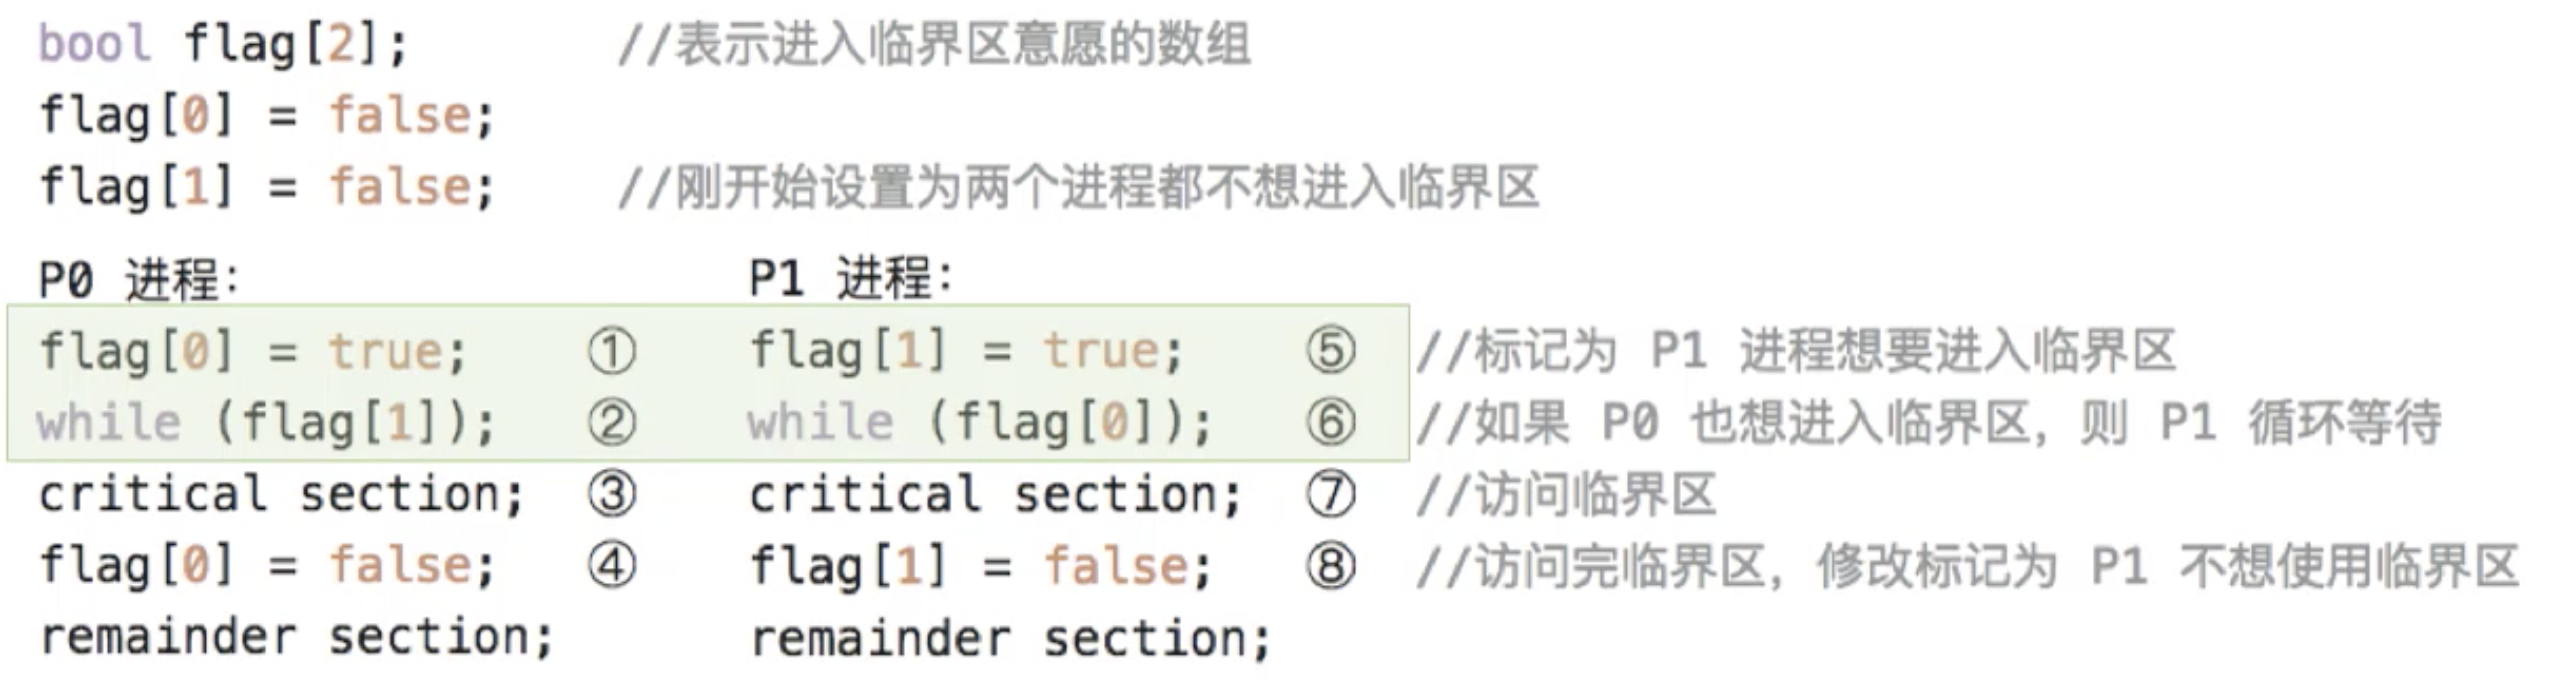 bool flag[2]; //表示进入临界区意愿的数组
flag[0] = false;
flag[1] = false; //刚开始设置为两个进程都不想进入临界区
P0 进程: P1 进程:
flag[0] = true; ① flag[1] = true; ⑤ //标记为 P1 进程想要进入临界区
while (flag[1]); ② while (flag[0]); ⑥ //如果 P0 也想进入临界区，则 P1 循环等待
critical section; ③ critical section; ⑦ //访问临界区
flag[0] = false; ④ flag[1] = false; ⑧ //访问完临界区，修改标记为 P1 不想使用临界区
remainder section; remainder section;